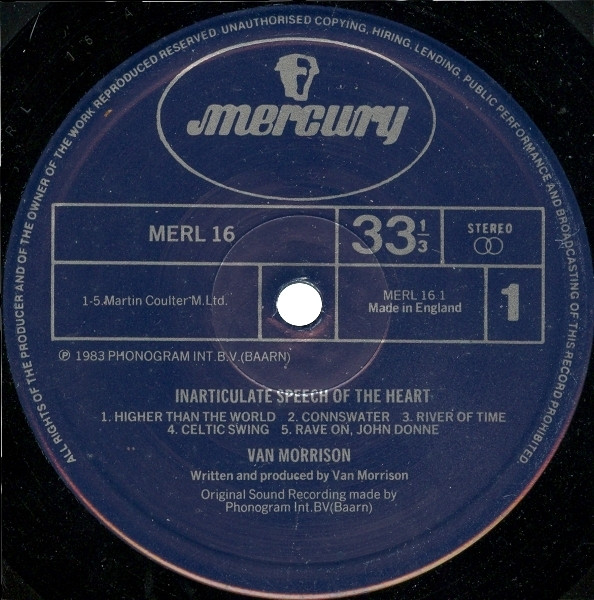 ALL RIGHTS OF THE PRODUCER AND OF THE OWNER OF THE WORK REPRODUCED RESERVED. UNAUTHORISED COPYING, HIRING, LENDING, PUBLIC PERFORMANCE AND BROADCASTING OF THIS RECORD PROHIBITED.
mercury
MERL 16
33 1/3
STEREO
1-5.Martin Coulter M.Ltd.
MERL 16.1
Made in England
1
Ⓟ 1983 PHONOGRAM INT.B.V.(BAARN)
INARTICULATE SPEECH OF THE HEART
1. HIGHER THAN THE WORLD 2. CONNSWATER 3. RIVER OF TIME
4. CELTIC SWING 5. RAVE ON, JOHN DONNE
VAN MORRISON
Written and produced by Van Morrison
Original Sound Recording made by
Phonogram Int.BV(Baarn)